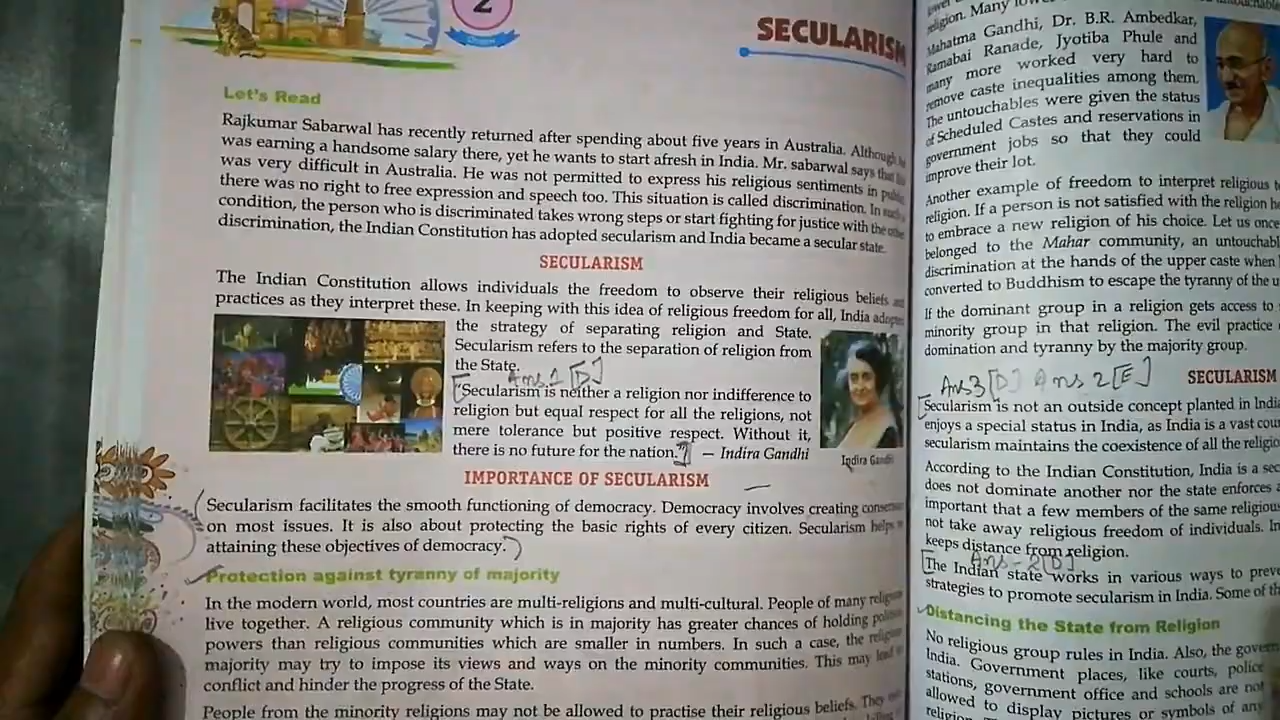 2
SECULARISM
Let's Read
Rajkumar Sabarwal has recently returned after spending about five years in Australia. Although
was earning a handsome salary there, yet he wants to start afresh in India. Mr. sabarwal says that
was very difficult in Australia. He was not permitted to express his religious sentiments in public
there was no right to free expression and speech too. This situation is called discrimination. In such
condition, the person who is discriminated takes wrong steps or start fighting for justice with the
discrimination, the Indian Constitution has adopted secularism and India became a secular state.
SECULARISM
The Indian Constitution allows individuals the freedom to observe their religious beliefs and
practices as they interpret these. In keeping with this idea of religious freedom for all, India
the strategy of separating religion and State.
Secularism refers to the separation of religion from
the State.
Ans 1 [D]
"Secularism is neither a religion nor indifference to
religion but equal respect for all the religions, not
mere tolerance but positive respect. Without it,
there is no future for the nation." — Indira Gandhi
Indira Gandhi
IMPORTANCE OF SECULARISM
Secularism facilitates the smooth functioning of democracy. Democracy involves creating
on most issues. It is also about protecting the basic rights of every citizen. Secularism helps
attaining these objectives of democracy.
Protection against tyranny of majority
In the modern world, most countries are multi-religions and multi-cultural. People of many
live together. A religious community which is in majority has greater chances of holding
powers than religious communities which are smaller in numbers. In such a case, the
majority may try to impose its views and ways on the minority communities. This may lead
conflict and hinder the progress of the State.
People from the minority religions may not be allowed to practise their religious beliefs. They
religion. Many
Mahatma Gandhi, Dr. B.R. Ambedkar,
Ramabai Ranade, Jyotiba Phule and
many more worked very hard to
remove caste inequalities among them.
The untouchables were given the status
of Scheduled Castes and reservations in
government jobs so that they could
improve their lot.
Another example of freedom to interpret religious
religion. If a person is not satisfied with the religion
to embrace a new religion of his choice. Let us once
belonged to the Mahar community, an
discrimination at the hands of the upper caste when
converted to Buddhism to escape the tyranny of the
If the dominant group in a religion gets access to
minority group in that religion. The evil practice
domination and tyranny by the majority group.
Ans 3 [D] Ans 2 [E]
SECULARISM
Secularism is not an outside concept planted in
enjoys a special status in India, as India is a vast
secularism maintains the coexistence of all the
According to the Indian Constitution, India is a
does not dominate another nor the state enforces
important that a few members of the same
not take away religious freedom of individuals.
keeps distance from religion.
Ans - 2 [D]
The Indian state works in various ways to
strategies to promote secularism in India. Some of
Distancing the State from Religion
No religious group rules in India. Also, the
India. Government places, like courts, police
stations, government office and schools are not
allowed to display pictures or symbols of any